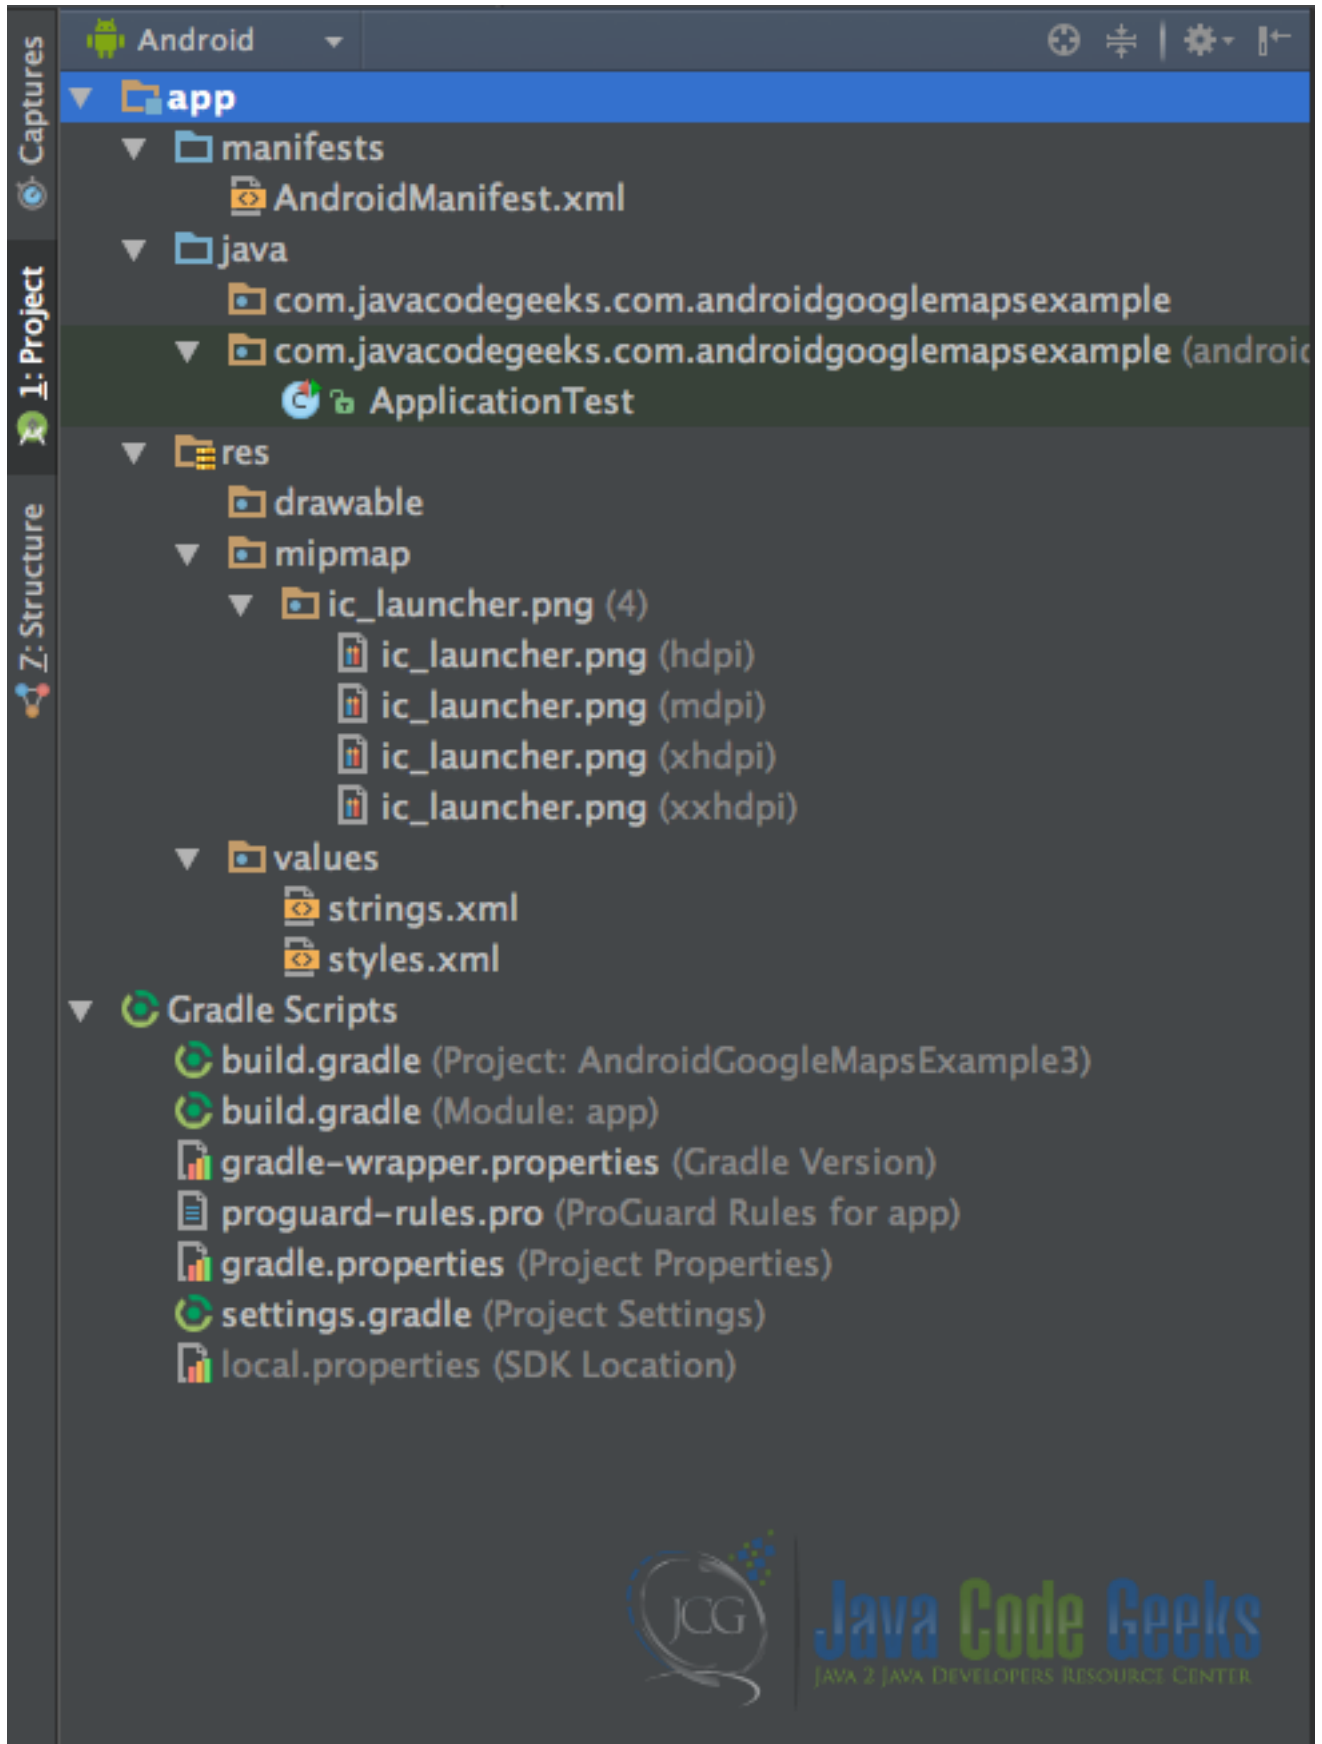 Android
Captures
1: Project
7: Structure
app
manifests
AndroidManifest.xml
java
com.javacodegeeks.com.androidgooglemapsexample
com.javacodegeeks.com.androidgooglemapsexample (android
ApplicationTest
res
drawable
mipmap
ic_launcher.png (4)
ic_launcher.png (hdpi)
ic_launcher.png (mdpi)
ic_launcher.png (xhdpi)
ic_launcher.png (xxhdpi)
values
strings.xml
styles.xml
Gradle Scripts
build.gradle (Project: AndroidGoogleMapsExample3)
build.gradle (Module: app)
gradle-wrapper.properties (Gradle Version)
proguard-rules.pro (ProGuard Rules for app)
gradle.properties (Project Properties)
settings.gradle (Project Settings)
local.properties (SDK Location)
JCG
Java Code Geeks
JAVA 2 JAVA DEVELOPERS RESOURCE CENTER